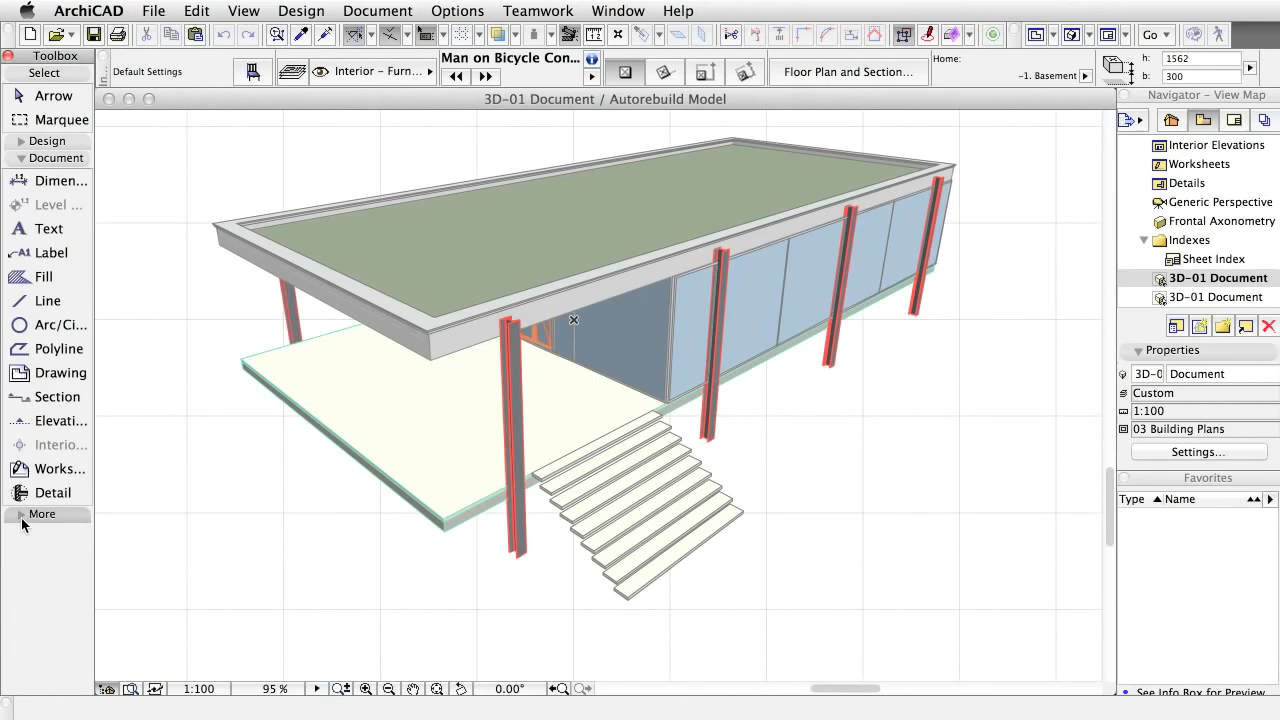 ArchiCAD File Edit View Design Document Options Teamwork Window Help
Go
Toolbox
Select
Arrow
Marquee
Design
Document
Dimen...
Level ...
Text
Label
Fill
Line
Arc/Ci...
Polyline
Drawing
Section
Elevati...
Interio...
Works...
Detail
More
Default Settings
Interior - Furn...
Man on Bicycle Con...
Floor Plan and Section...
Home:
-1. Basement
h: 1562
b: 300
3D-01 Document / Autorebuild Model
1:100
95 %
0.00°
Navigator - View Map
Interior Elevations
Worksheets
Details
Generic Perspective
Frontal Axonometry
Indexes
Sheet Index
3D-01 Document
3D-01 Document
Properties
3D-0 Document
Custom
1:100
03 Building Plans
Settings...
Favorites
Type Name
See Info Box for Preview